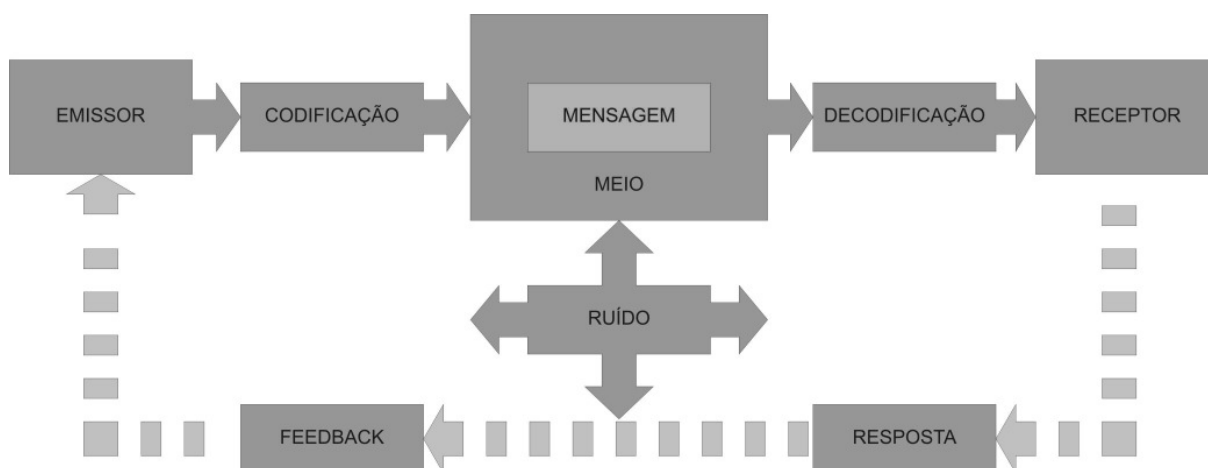 EMISSOR
CODIFICAÇÃO
MENSAGEM
MEIO
DECODIFICAÇÃO
RECEPTOR
RUÍDO
FEEDBACK
RESPOSTA